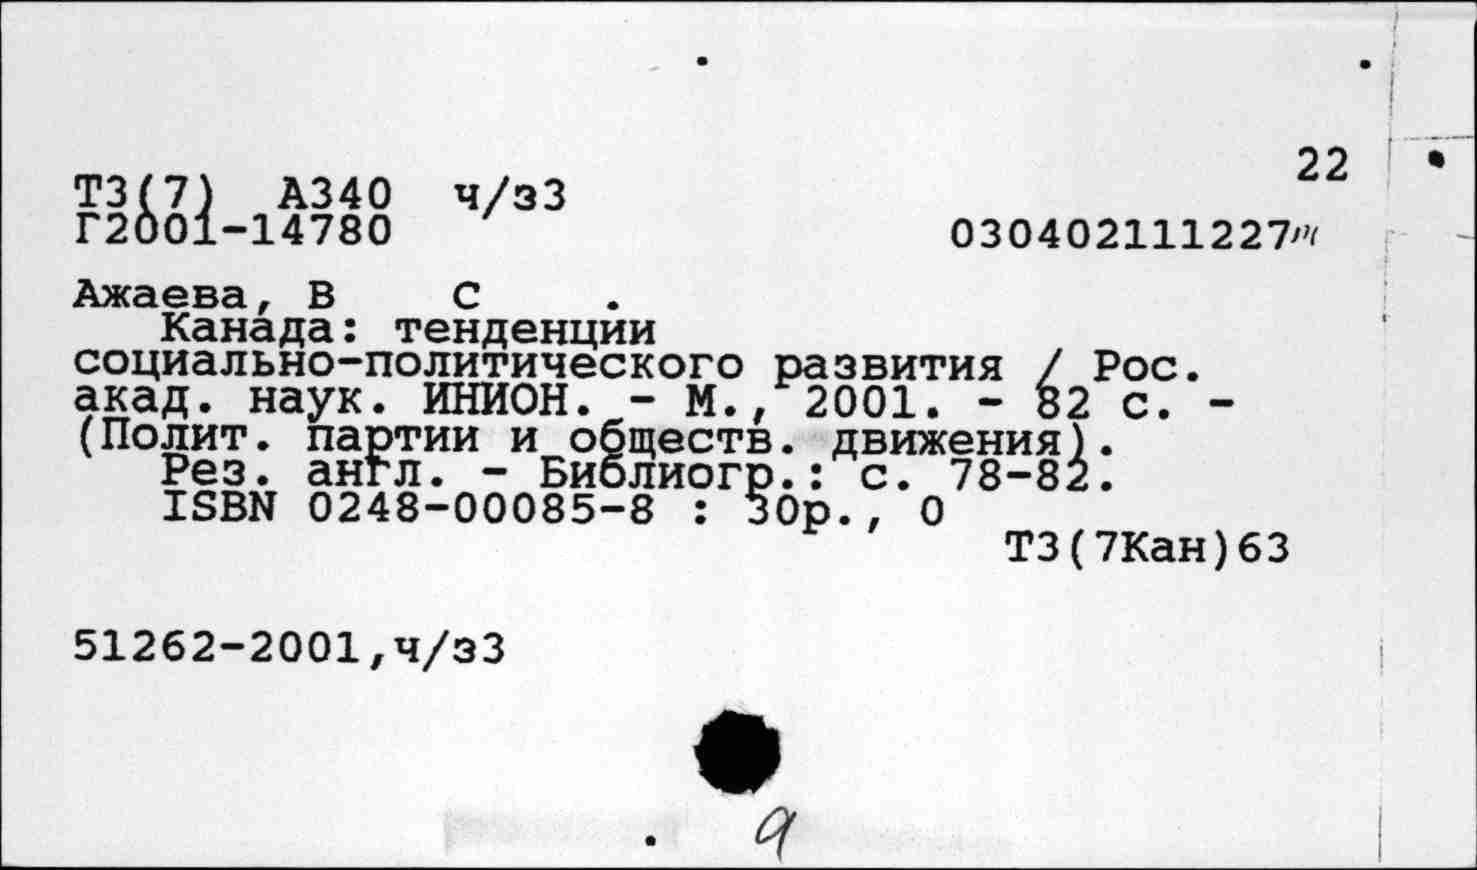 22
Т3(7) А340 ч/з3
Г2001-14780 030402111227
Ажаева, В С .
Канада: тенденции
социально-политического развития / Рос.
акад. наук. ИНИОН. - М., 2001. - 82 с. -
(Полит. партии и обществ. движения).
Рез. англ. - Библиогр.: с. 78-82.
ISBN 0248-00085-8 : 30р., 0
Т3(7Кан)63
51262-2001,ч/з3